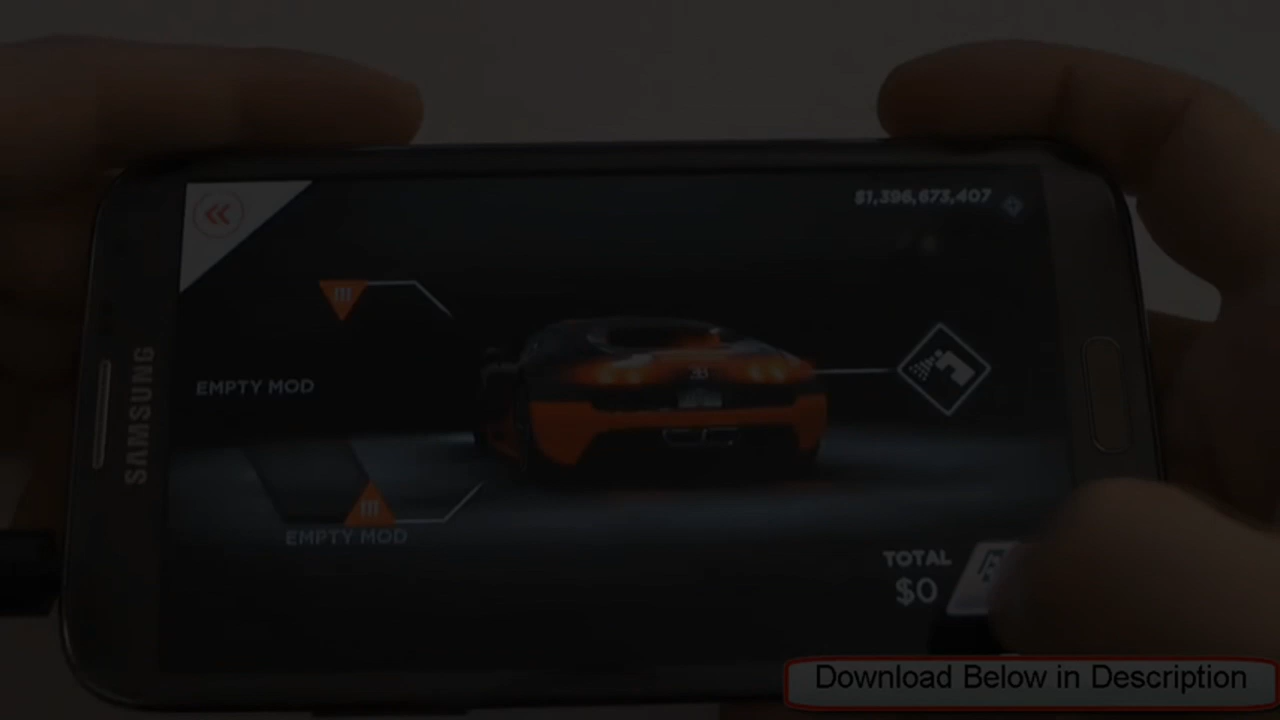 $1,396,673,407
EMPTY MOD
SAMSUNG
EMPTY MOD
TOTAL
$0
Download Below in Description